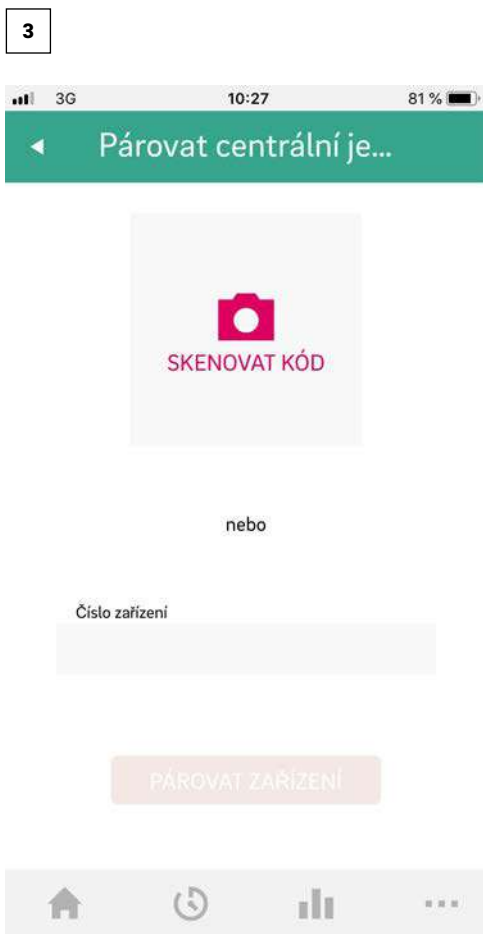 3
3G 10:27 81 %
Párovat centrální je...
SKENOVAT KÓD
nebo
Číslo zařízení
PÁROVAT ZAŘÍZENÍ